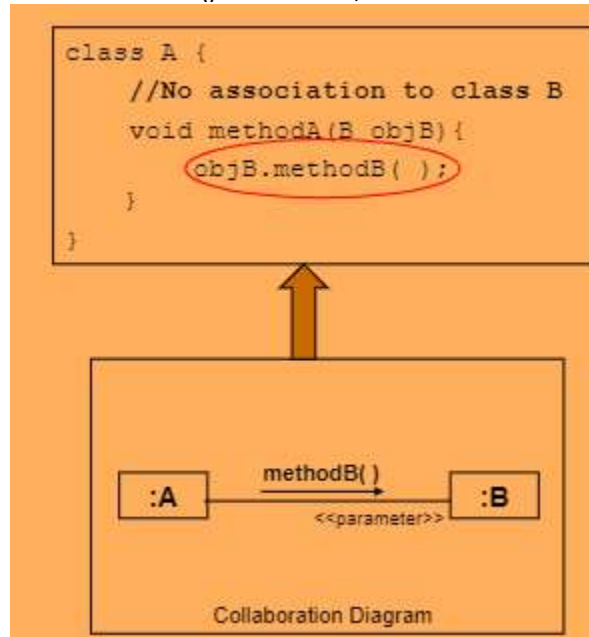 class A {
//No association to class B
void methodA(B objB){
objB.methodB( );
}
}
methodB( )
:A
:B
<<parameter>>
Collaboration Diagram